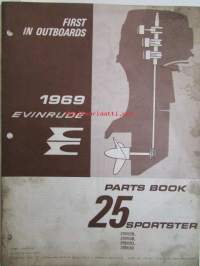 FIRST
IN OUTBOARDS
1969
EVINRUDE
PARTS BOOK
25 SPORTSTER